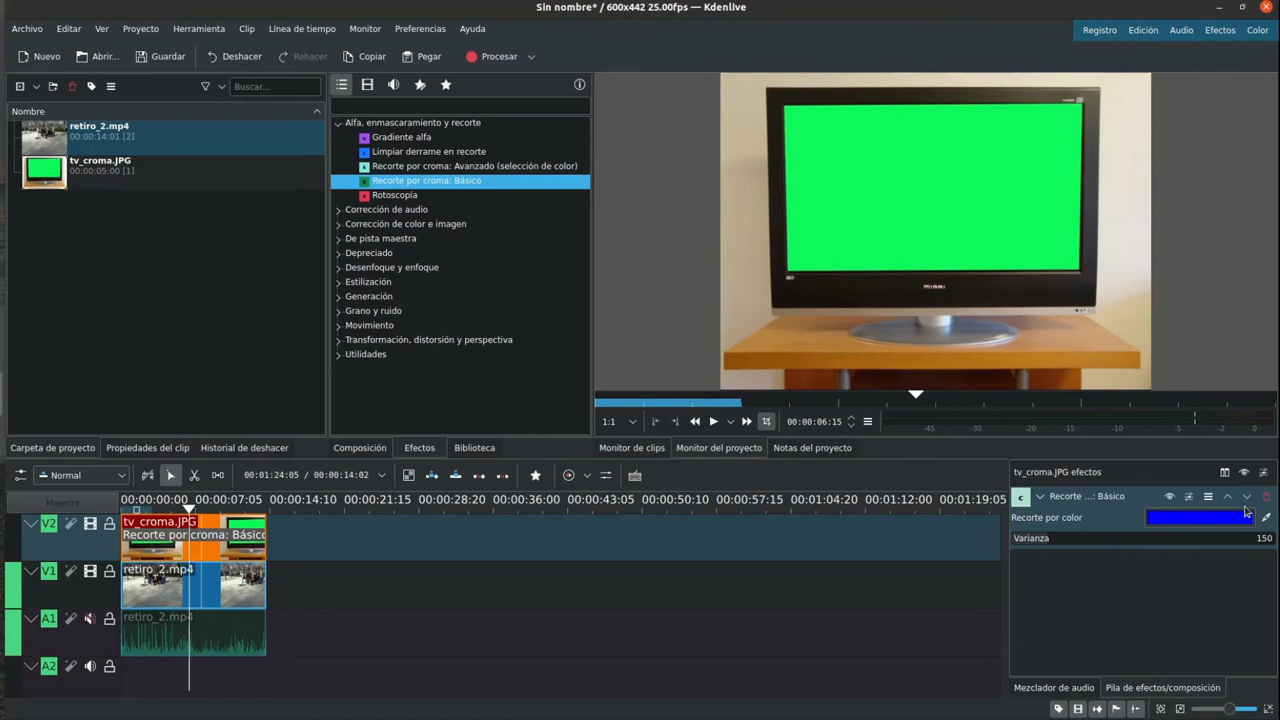 Sin nombre* / 600x442 25.00fps — Kdenlive
Archivo Editar Ver Proyecto Herramienta Clip Línea de tiempo Monitor Preferencias Ayuda
Registro Edición Audio Efectos Color
Nuevo Abrir... Guardar Deshacer Rehacer Copiar Pegar Procesar
Buscar...
Nombre
retiro_2.mp4
00:00:14:01 [2]
tv_croma.JPG
00:00:05:00 [1]
Alfa, enmascaramiento y recorte
Gradiente alfa
Limpiar derrame en recorte
Recorte por croma: Avanzado (selección de color)
Recorte por croma: Básico
Rotoscopía
Corrección de audio
Corrección de color e imagen
De pista maestra
Depreciado
Desenfoque y enfoque
Estilización
Generación
Grano y ruido
Movimiento
Transformación, distorsión y perspectiva
Utilidades
MIRAI
1:1 00:00:06:15
-45 -30 -20 -15 -10 -5 -2 0
Carpeta de proyecto Propiedades del clip Historial de deshacer
Composición Efectos Biblioteca
Monitor de clips Monitor del proyecto Notas del proyecto
Normal 00:01:24:05 / 00:00:14:02
Maestra
00:00:00:00 00:00:07:05 00:00:14:10 00:00:21:15 00:00:28:20 00:00:36:00 00:00:43:05 00:00:50:10 00:00:57:15 00:01:04:20 00:01:12:00 00:01:19:05
V2 tv_croma.JPG
Recorte por croma: Básico
V1 retiro_2.mp4
A1 retiro_2.mp4
A2
tv_croma.JPG efectos
c Recorte ...: Básico
Recorte por color
Varianza 150
Mezclador de audio Pila de efectos/composición